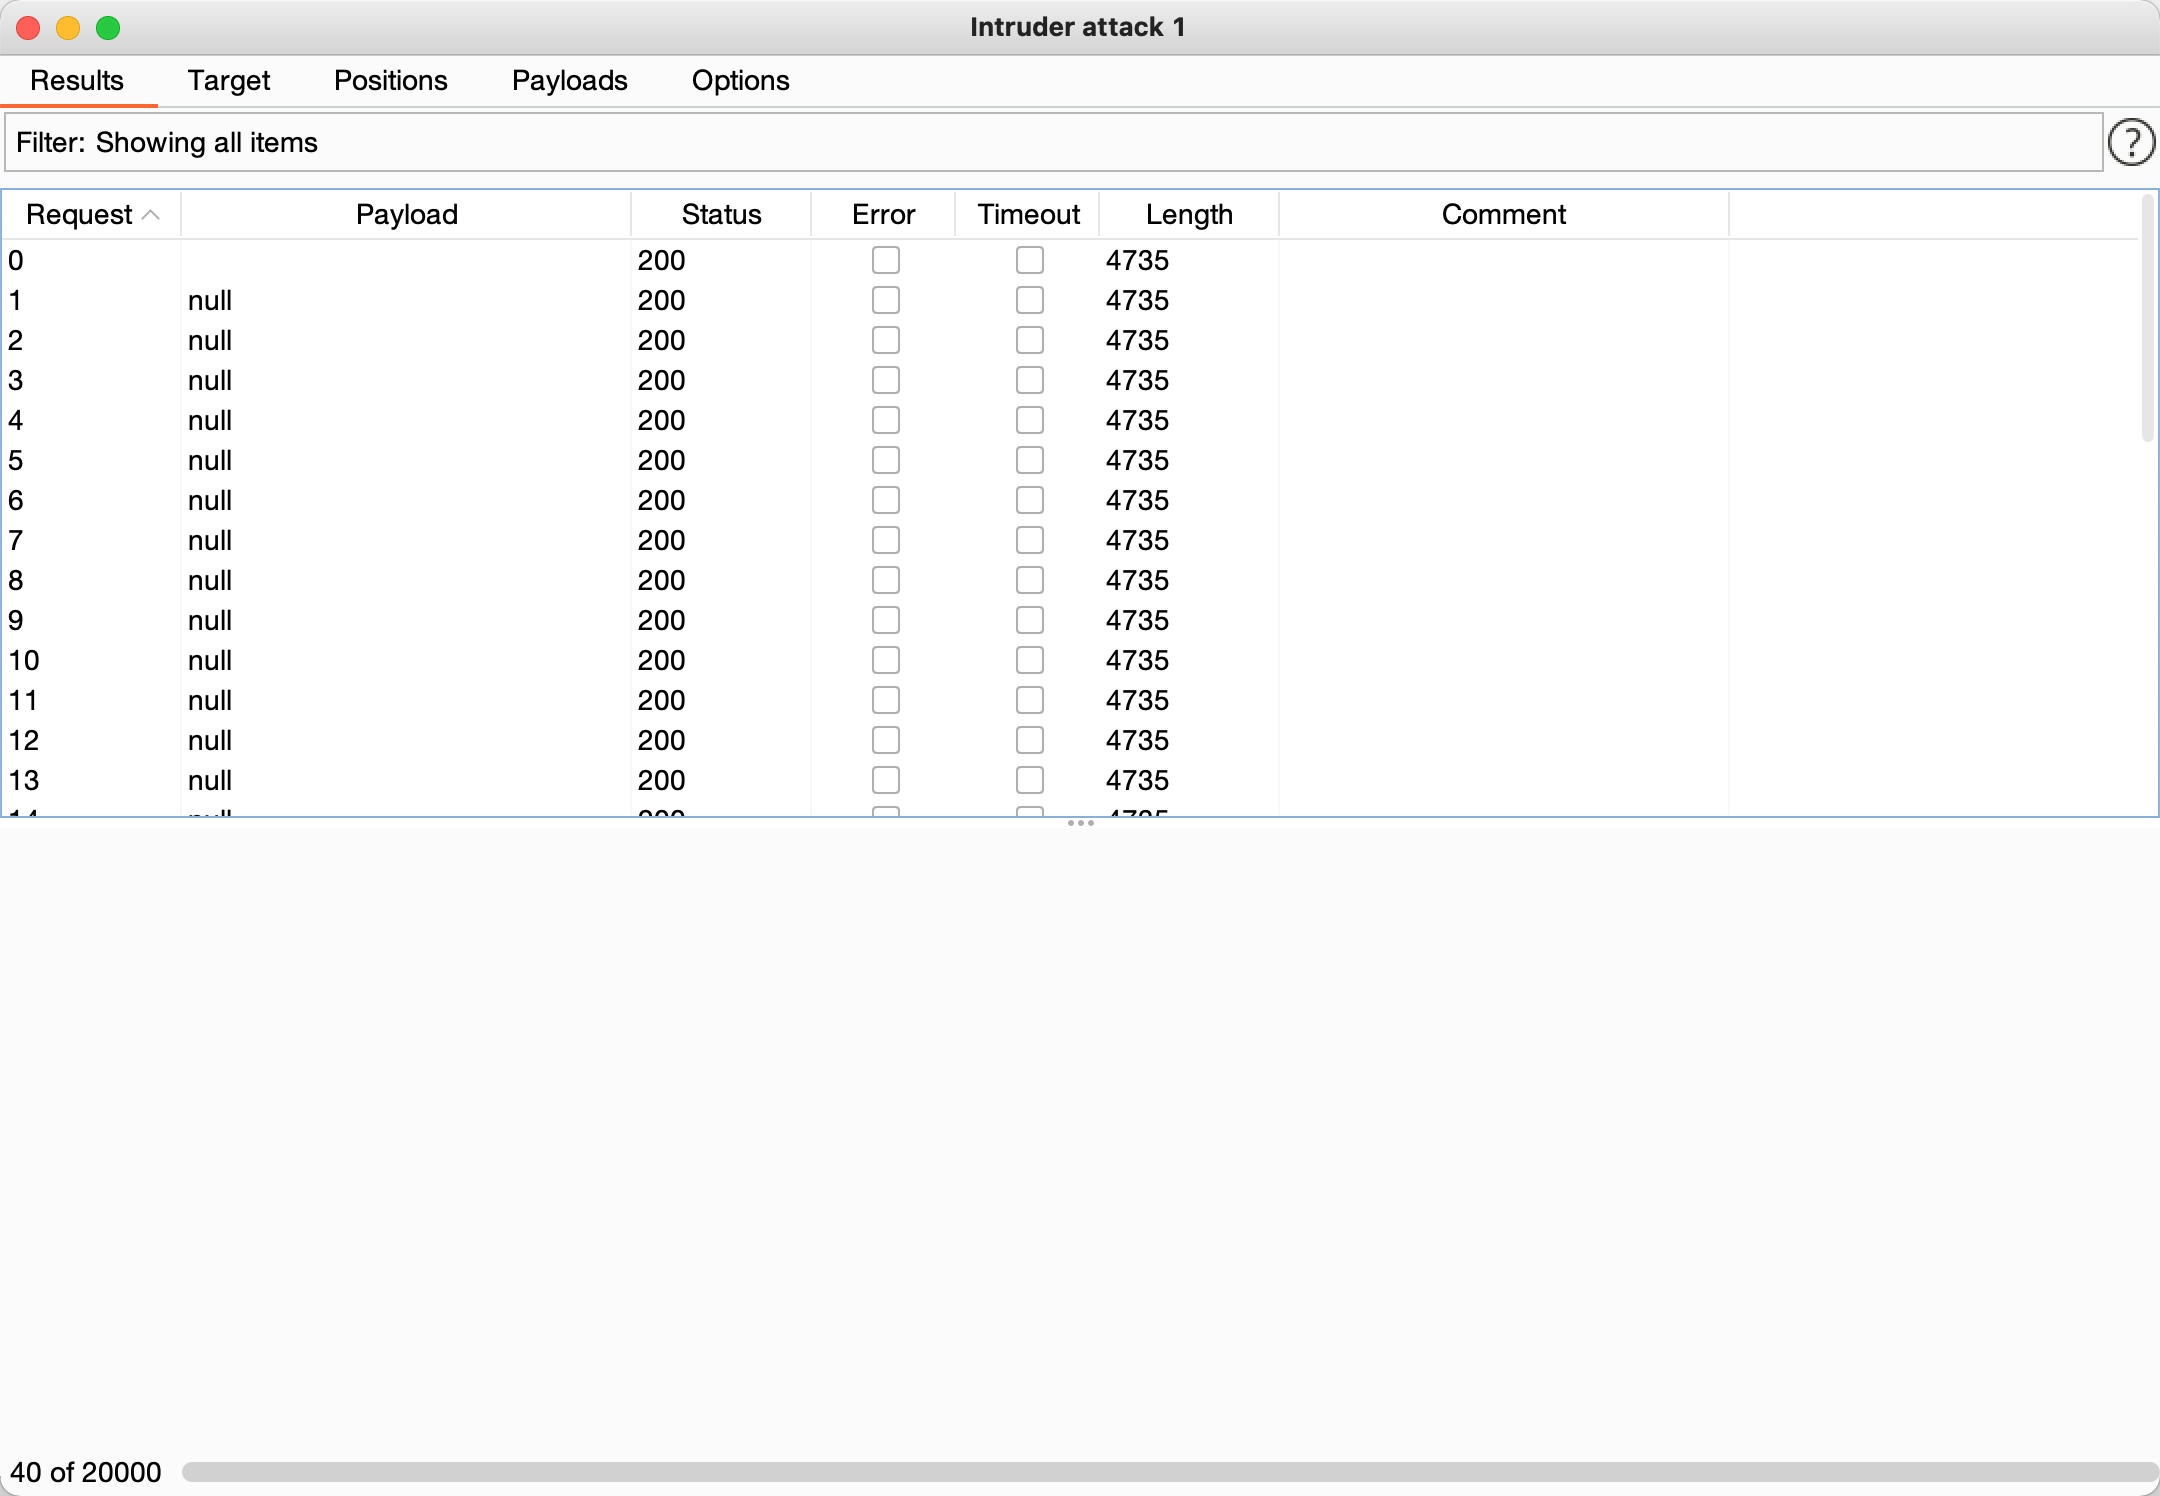 Intruder attack 1
Results Target Positions Payloads Options
Filter: Showing all items ?
Request Payload Status Error Timeout Length Comment
0 200 4735
1 null 200 4735
2 null 200 4735
3 null 200 4735
4 null 200 4735
5 null 200 4735
6 null 200 4735
7 null 200 4735
8 null 200 4735
9 null 200 4735
10 null 200 4735
11 null 200 4735
12 null 200 4735
13 null 200 4735
14 null 200 4735
40 of 20000